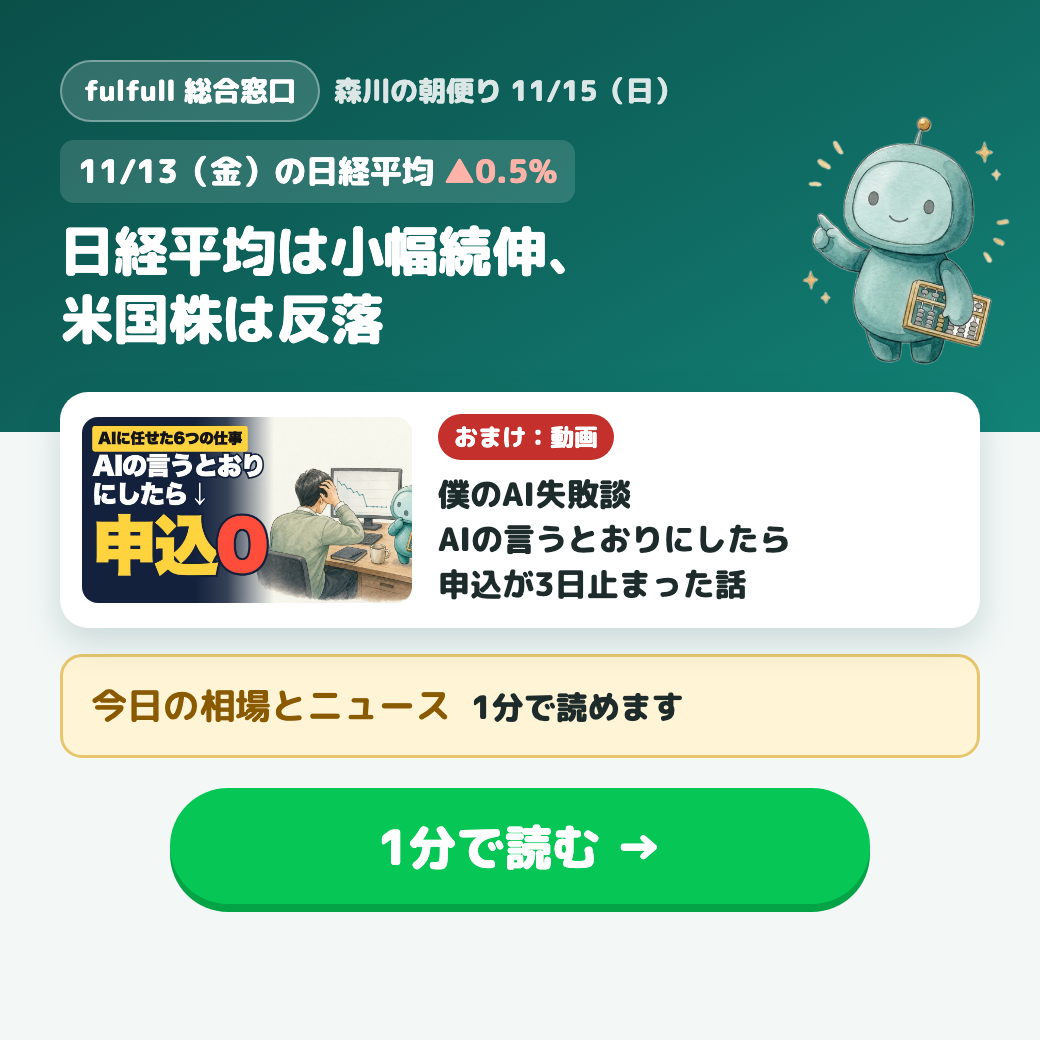 fulfull 総合窓口
森川の朝便り 11/15（日）
11/13（金）の日経平均 ▲0.5%
日経平均は小幅続伸、
米国株は反落
AIに任せた6つの仕事
AIの言うとおり
にしたら↓
申込0
おまけ：動画
僕のAI失敗談
AIの言うとおりにしたら
申込が3日止まった話
今日の相場とニュース 1分で読めます
1分で読む →